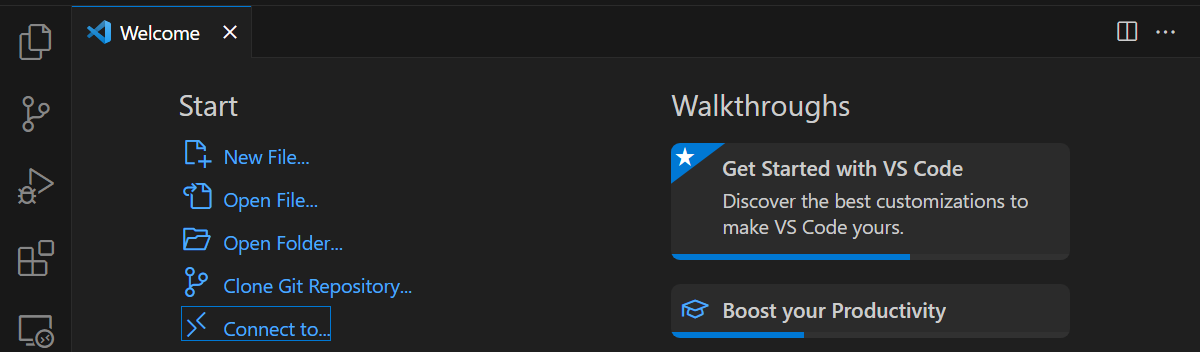 Welcome
Start
New File...
Open File...
Open Folder...
Clone Git Repository...
Connect to...
Walkthroughs
Get Started with VS Code
Discover the best customizations to
make VS Code yours.
Boost your Productivity